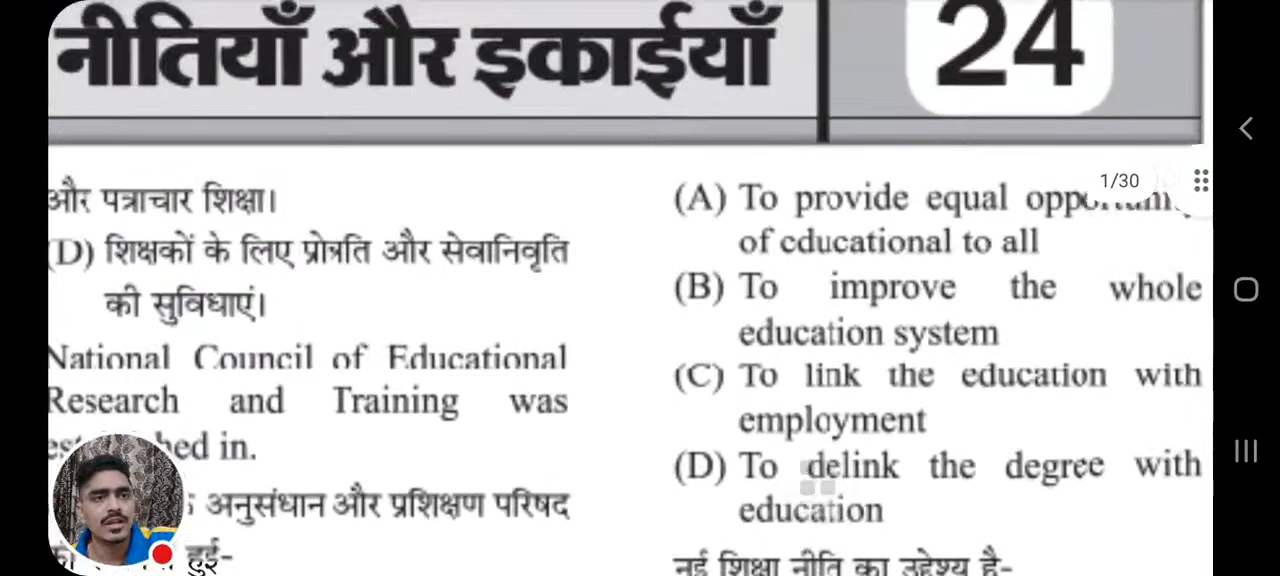 नीतियाँ और इकाईयाँ
24
और पत्राचार शिक्षा।
(D) शिक्षकों के लिए प्रोन्नति और सेवानिवृति
की सुविधाएं।
National Council of Educational
Research and Training was
in.
अनुसंधान और प्रशिक्षण परिषद
हुई-
1/30
(A) To provide equal
of educational to all
(B) To improve the whole
education system
(C) To link the education with
employment
(D) To delink the degree with
education
नई शिक्षा नीति का उद्देश्य है-